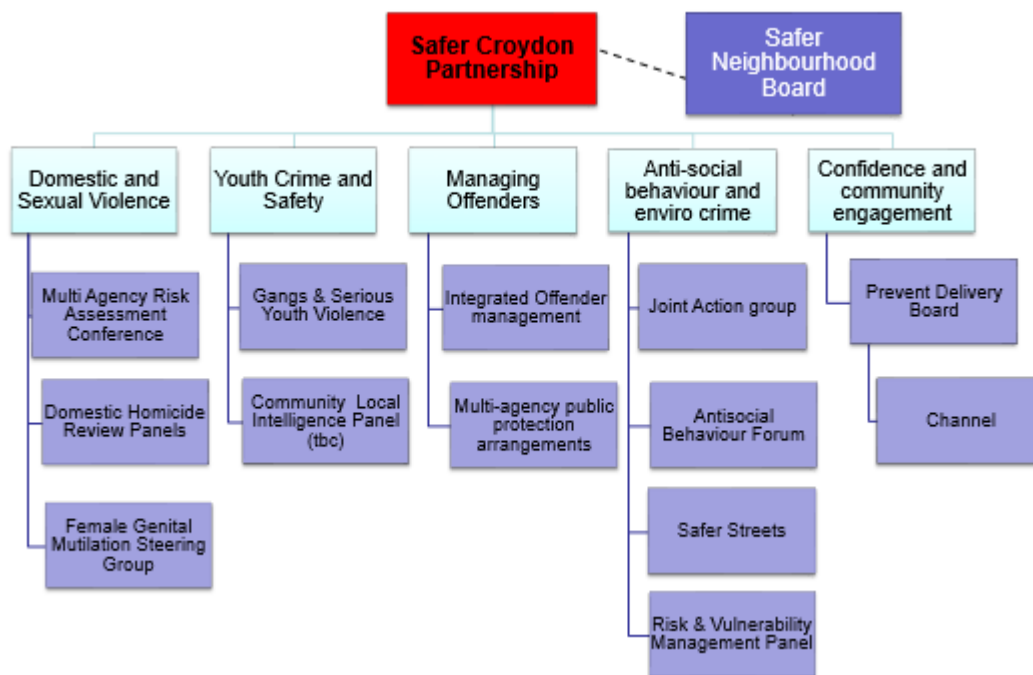 Safer Croydon
Partnership
Safer
Neighbourhood
Board
Domestic and
Sexual Violence
Youth Crime and
Safety
Managing
Offenders
Anti-social
behaviour and
enviro crime
Confidence and
community
engagement
Multi Agency Risk
Assessment
Conference
Domestic Homicide
Review Panels
Female Genital
Mutilation Steering
Group
Gangs & Serious
Youth Violence
Community Local
Intelligence Panel
(tbc)
Integrated Offender
management
Multi-agency public
protection
arrangements
Joint Action group
Antisocial
Behaviour Forum
Safer Streets
Risk & Vulnerability
Management Panel
Prevent Delivery
Board
Channel